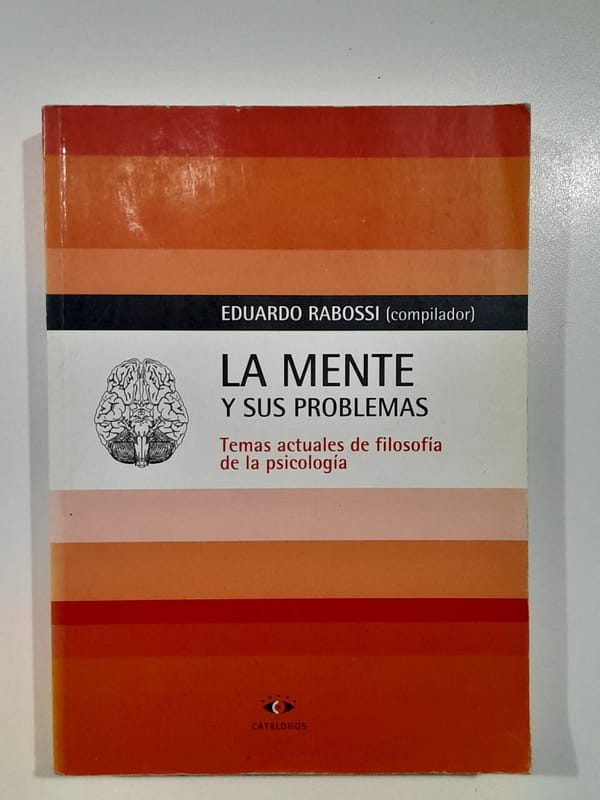 EDUARDO RABOSSI (compilador)
LA MENTE
Y SUS PROBLEMAS
Temas actuales de filosofía
de la psicología
CATáLOGOS